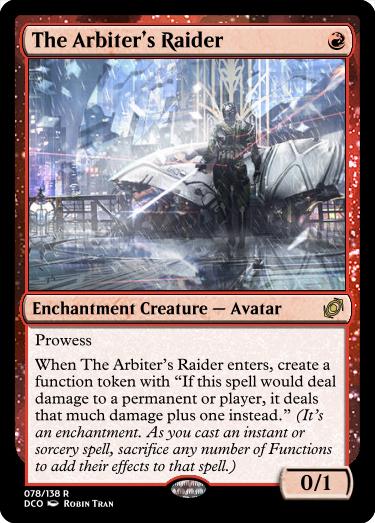 The Arbiter's Raider
Enchantment Creature — Avatar
Prowess
When The Arbiter's Raider enters, create a
function token with “If this spell would deal
damage to a permanent or player, it deals
that much damage plus one instead.” (It's
an enchantment. As you cast an instant or
sorcery spell, sacrifice any number of Functions
to add their effects to that spell.)
0/1
078/138 R
DCO Robin Tran